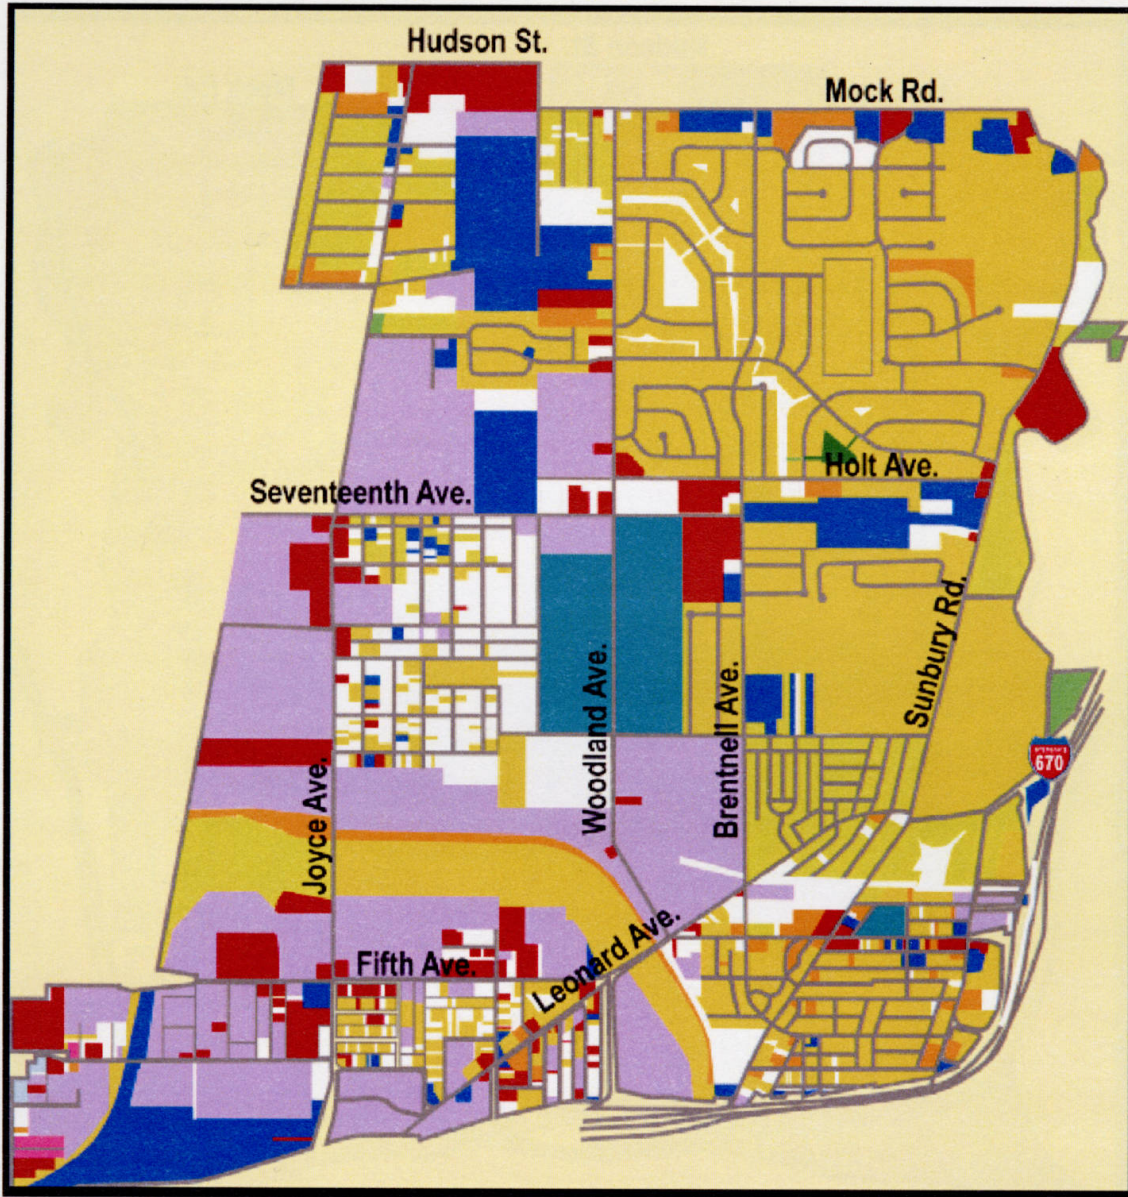 Hudson St.
Mock Rd.
Holt Ave.
Seventeenth Ave.
Sunbury Rd.
Woodland Ave.
Brentnell Ave.
670
Joyce Ave.
Leonard Ave.
Fifth Ave.